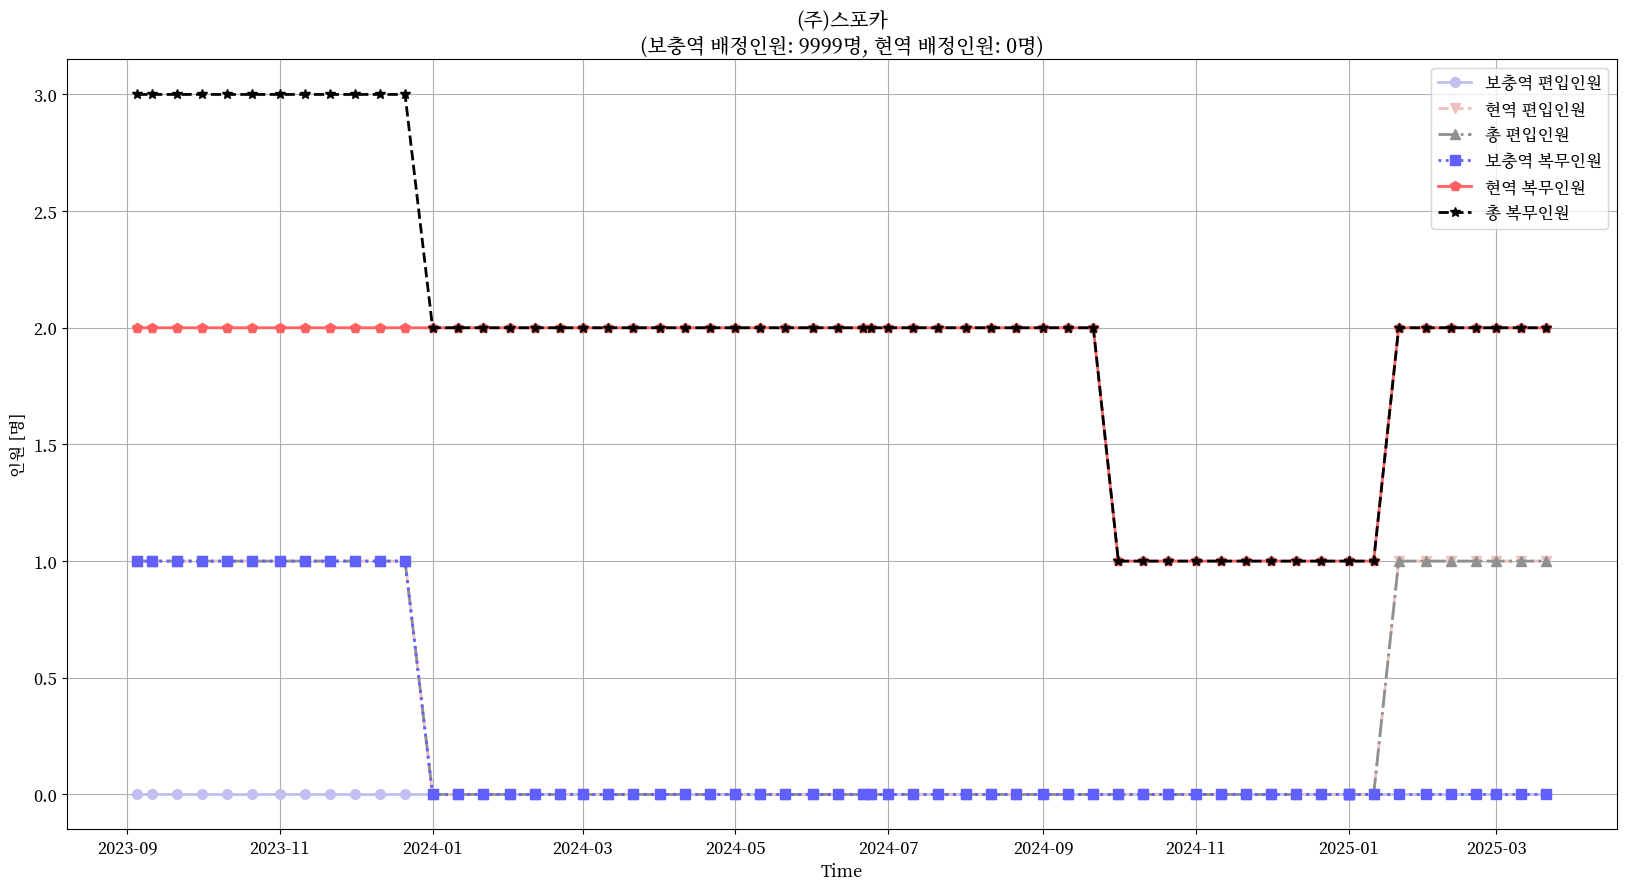 (주)스포카
(보충역 배정인원: 9999명, 현역 배정인원: 0명)
보충역 편입인원
현역 편입인원
총 편입인원
보충역 복무인원
현역 복무인원
총 복무인원
3.0
2.5
2.0
1.5
1.0
0.5
0.0
인원 [명]
2023-09 2023-11 2024-01 2024-03 2024-05 2024-07 2024-09 2024-11 2025-01 2025-03
Time